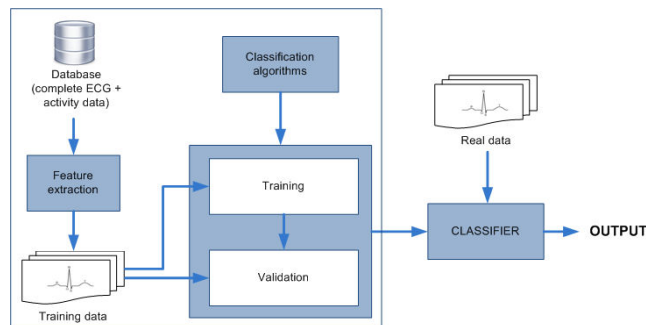 Database
(complete ECG +
activity data)
Classification
algorithms
Real data
Feature
extraction
Training
CLASSIFIER
OUTPUT
Validation
Training data